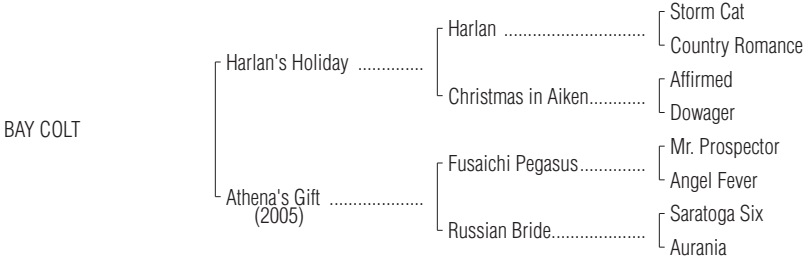 Storm Cat
Harlan ..............................
Country Romance
Harlan's Holiday ..............
Affirmed
Christmas in Aiken............
Dowager
BAY COLT
Mr. Prospector
Fusaichi Pegasus..............
Angel Fever
Athena's Gift ....................
(2005)
Saratoga Six
Russian Bride....................
Aurania